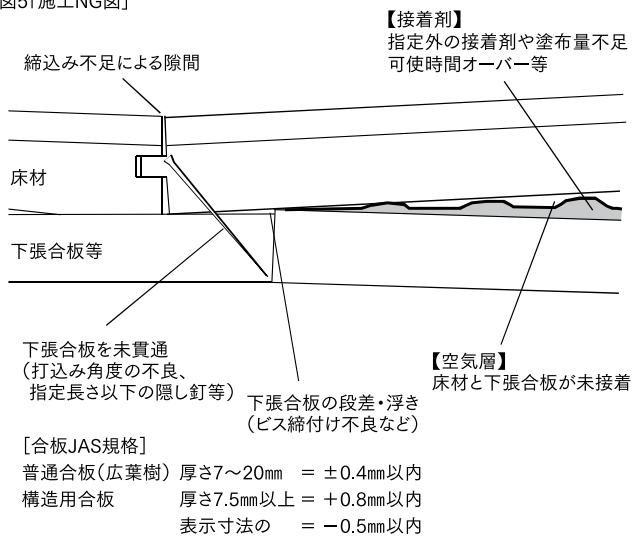 図5「施工NG図」
【接着剤】
指定外の接着剤や塗布量不足
可使時間オーバー等
締込み不足による隙間
床材
下張合板等
下張合板を未貫通
（打込み角度の不良、
指定長さ以下の隠し釘等）
下張合板の段差・浮き
（ビス締付け不良など）
【空気層】
床材と下張合板が未接着
［合板JAS規格］
普通合板（広葉樹） 厚さ7～20㎜ ＝ ±0.4㎜以内
構造用合板 厚さ7.5㎜以上 ＝ ＋0.8㎜以内
表示寸法の ＝ －0.5㎜以内